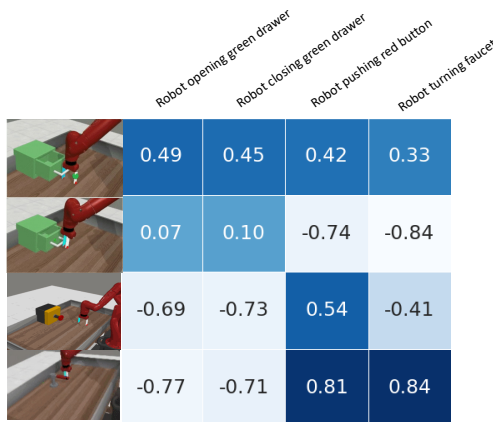 Robot opening green drawer
Robot closing green drawer
Robot pushing red button
Robot turning faucet
0.49 0.45 0.42 0.33
0.07 0.10 -0.74 -0.84
-0.69 -0.73 0.54 -0.41
-0.77 -0.71 0.81 0.84